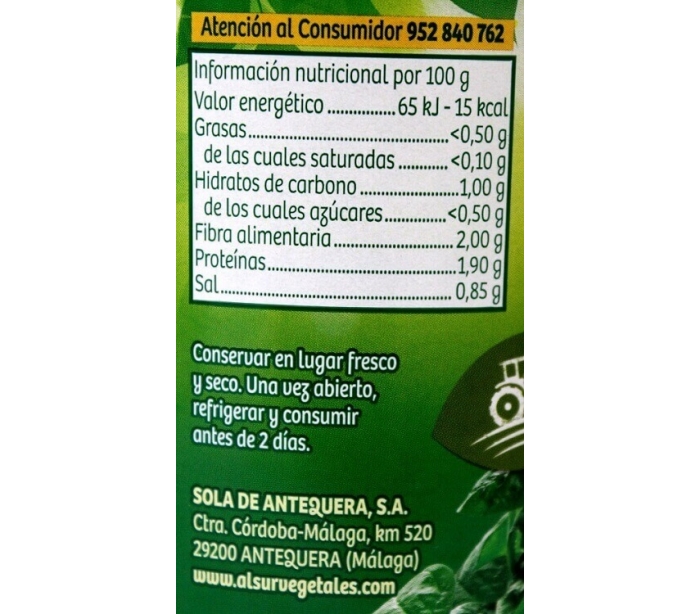 Atención al Consumidor 952 840 762
Información nutricional por 100 g
Valor energético ............... 65 kJ - 15 kcal
Grasas............................................. <0,50 g
de las cuales saturadas ........... <0,10 g
Hidratos de carbono ......................1,00 g
de los cuales azúcares.............. <0,50 g
Fibra alimentaria........................... 2,00 g
Proteínas..........................................1,90 g
Sal.................................................... 0,85 g
Conservar en lugar fresco
y seco. Una vez abierto,
refrigerar y consumir
antes de 2 días.
SOLA DE ANTEQUERA, S.A.
Ctra. Córdoba-Málaga, km 520
29200 ANTEQUERA (Málaga)
www.alsurvegetales.com